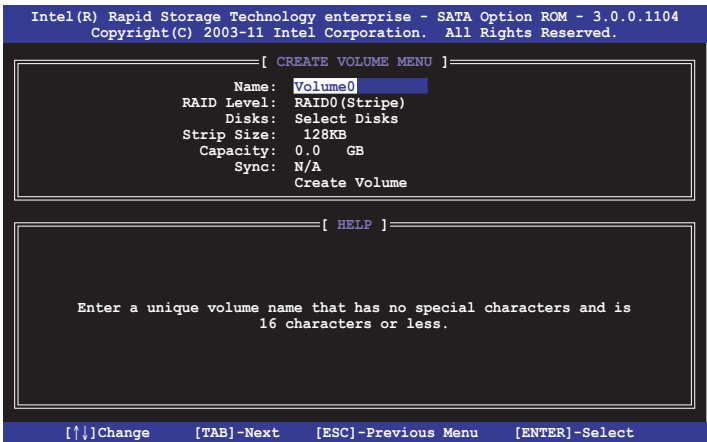 Intel(R) Rapid Storage Technology enterprise - SATA Option ROM - 3.0.0.1104
Copyright(C) 2003-11 Intel Corporation. All Rights Reserved.
[ CREATE VOLUME MENU ]
Name: Volume0
RAID Level: RAID0(Stripe)
Disks: Select Disks
Strip Size: 128KB
Capacity: 0.0 GB
Sync: N/A
Create Volume
[ HELP ]
Enter a unique volume name that has no special characters and is
16 characters or less.
[↑↓]Change [TAB]-Next [ESC]-Previous Menu [ENTER]-Select